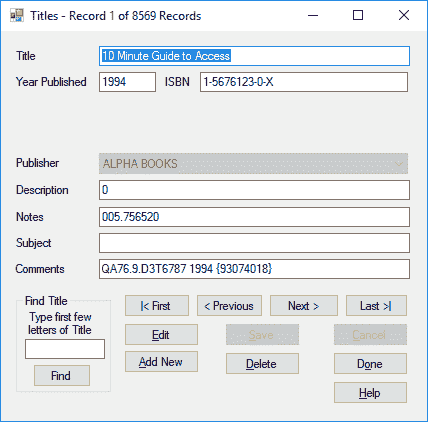 Titles - Record 1 of 8569 Records
Title 10 Minute Guide to Access
Year Published 1994 ISBN 1-5676123-0-X
Publisher ALPHA BOOKS
Description 0
Notes 005.756520
Subject
Comments QA76.9.D3T6787 1994 {93074018}
Find Title
Type first few
letters of Title
Find
|< First < Previous Next > Last >|
Edit Save Cancel
Add New Delete Done
Help